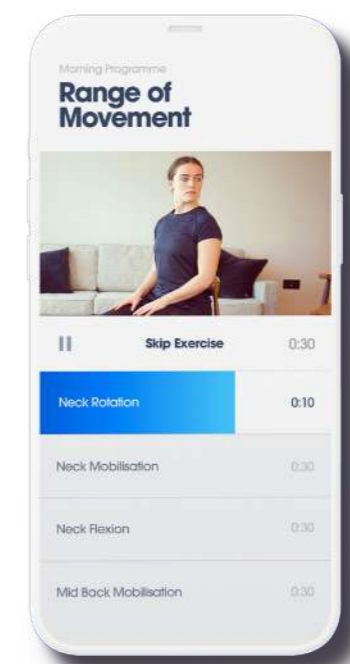 Morning Programme
Range of
Movement
Skip Exercise 0:30
Neck Rotation 0:10
Neck Mobilisation 0:30
Neck Flexion 0:30
Mid Back Mobilisation 0:30